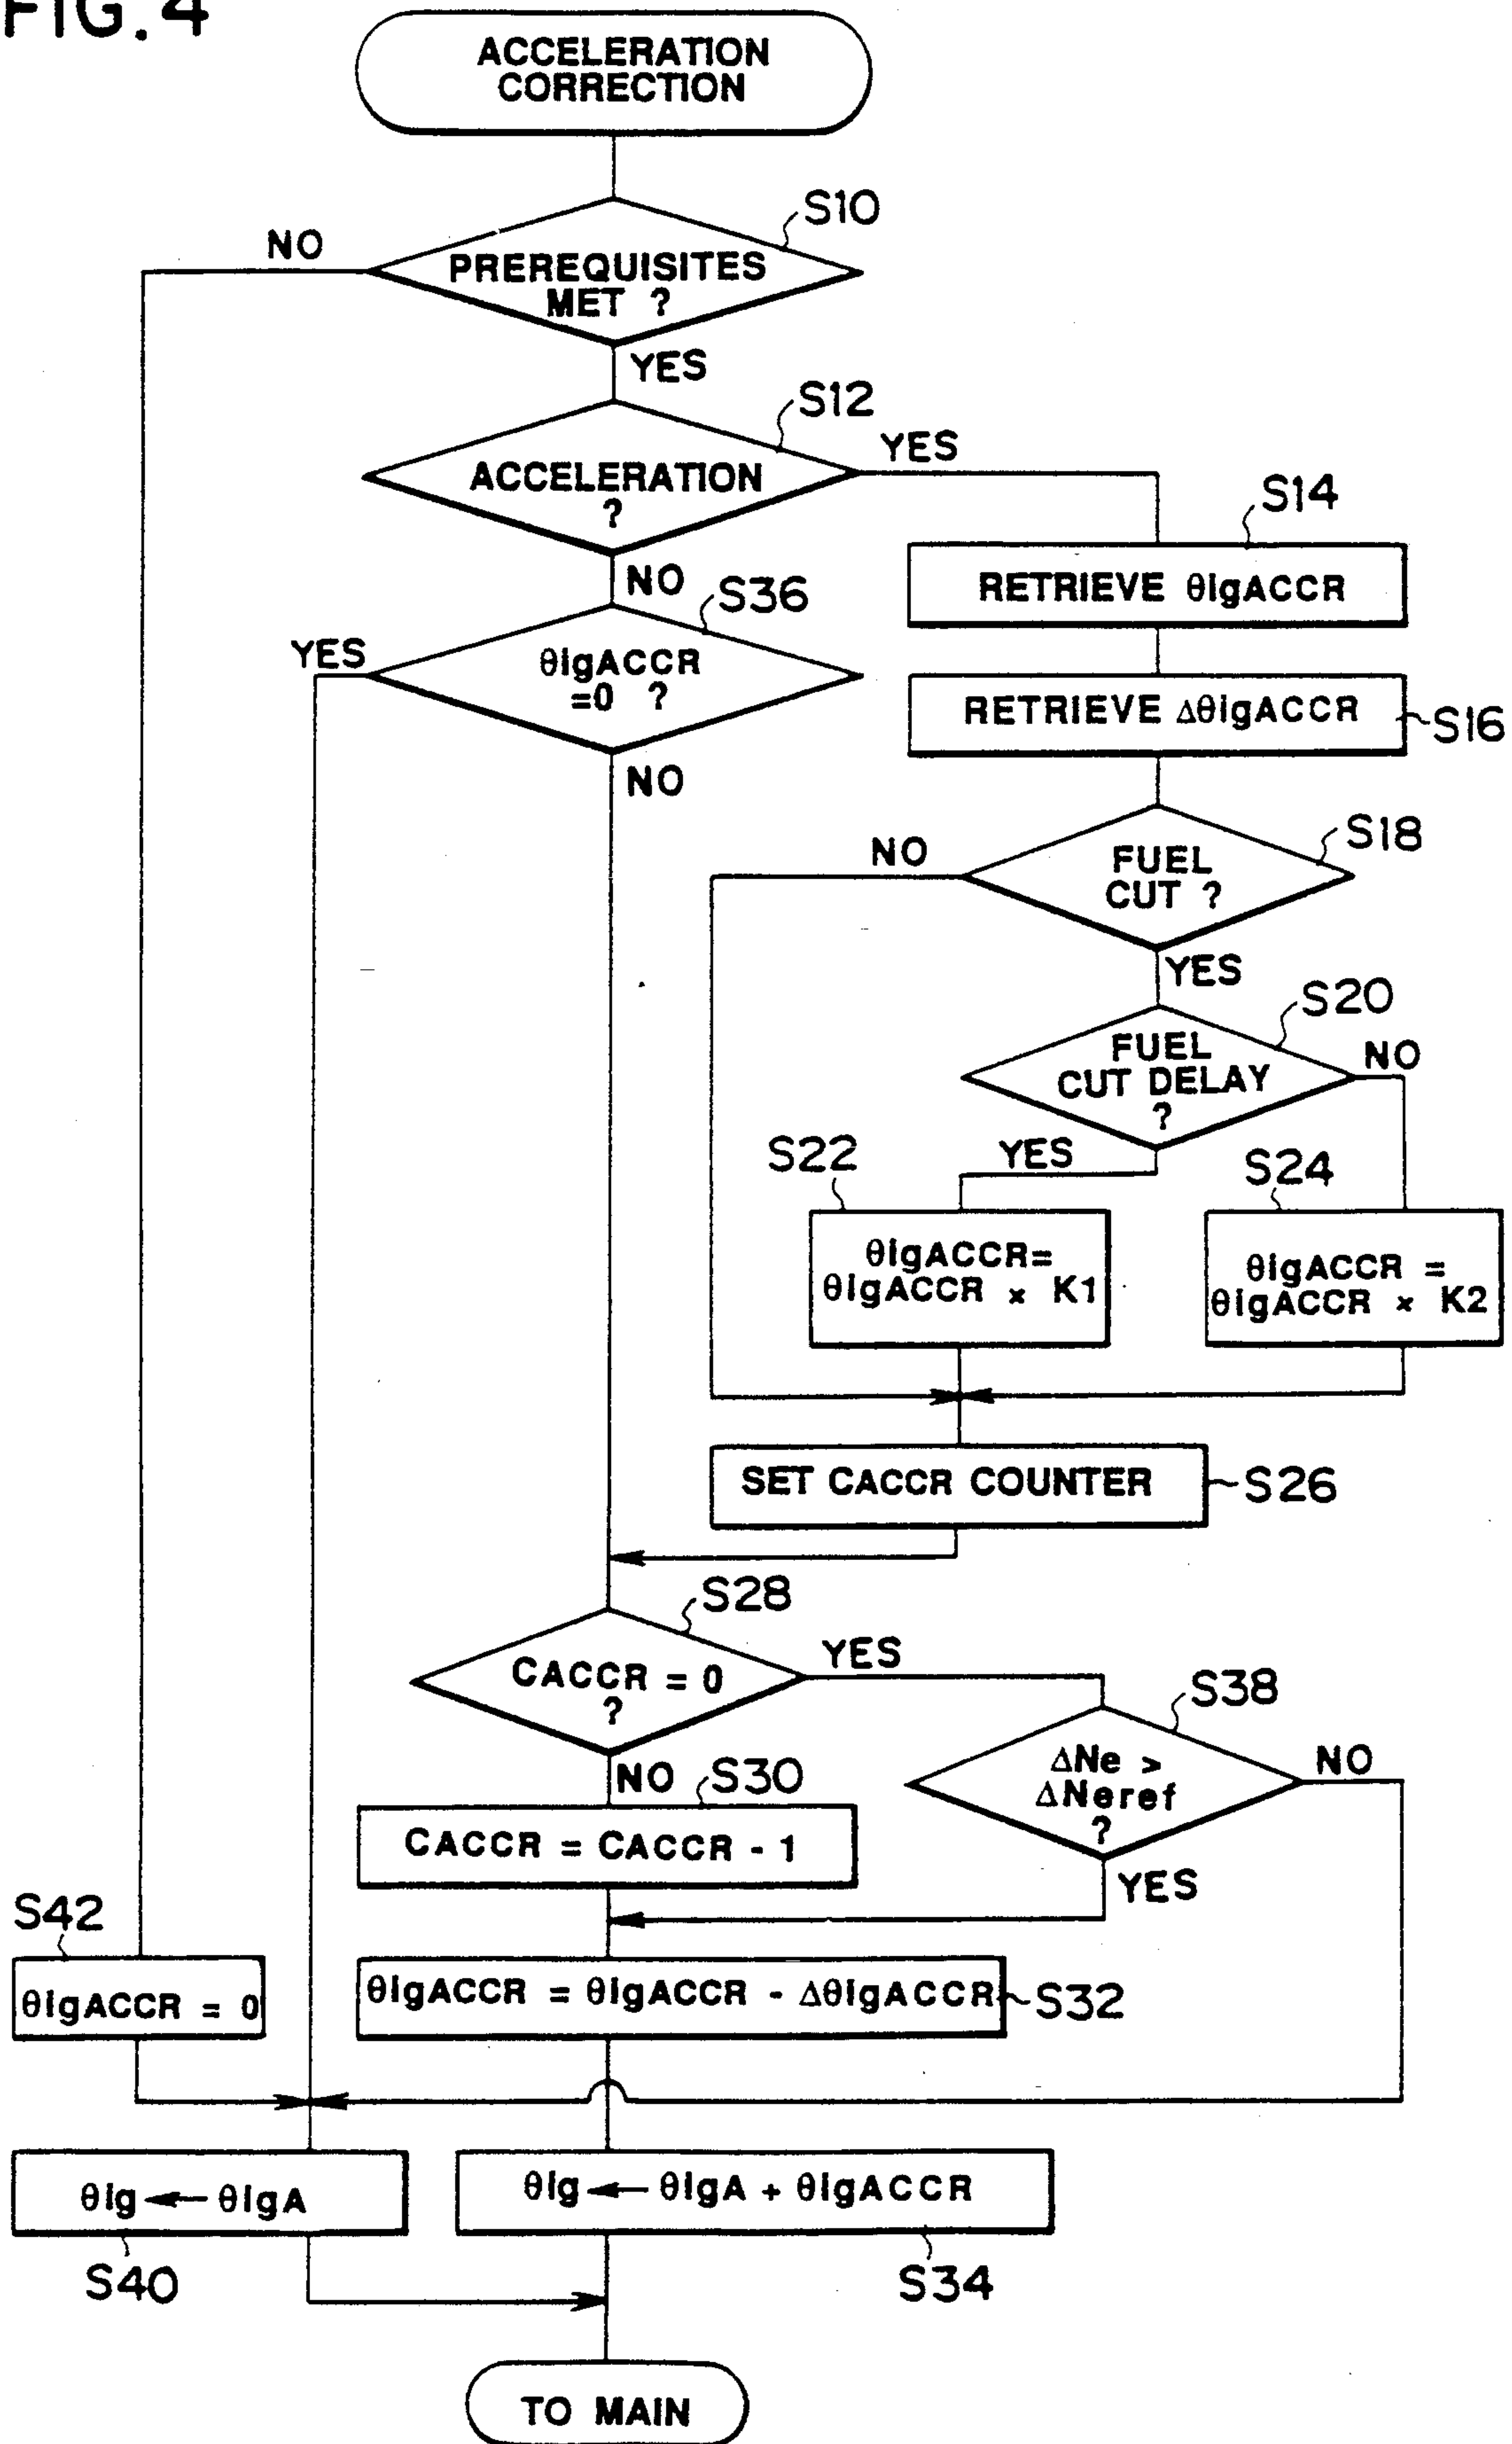 FIG. 4
ACCELERATION
CORRECTION
S10
NO
PREREQUISITES
MET ?
YES
S12
YES
ACCELERATION
?
NO
S14
RETRIEVE θigACCR
S36
YES
θigACCR
=0 ?
NO
RETRIEVE ΔθigACCR
S16
S18
NO
FUEL
CUT ?
YES
S20
FUEL
CUT DELAY
?
NO
YES
S22
θigACCR=
θigACCR × K1
S24
θigACCR =
θigACCR × K2
SET CACCR COUNTER
S26
S28
YES
CACCR = 0
?
NO
S38
ΔNe >
ΔNeref
?
NO
YES
S30
CACCR = CACCR - 1
S42
θigACCR = 0
θigACCR = θigACCR - ΔθigACCR
S32
θig ← θigA
S40
θig ← θigA + θigACCR
S34
TO MAIN